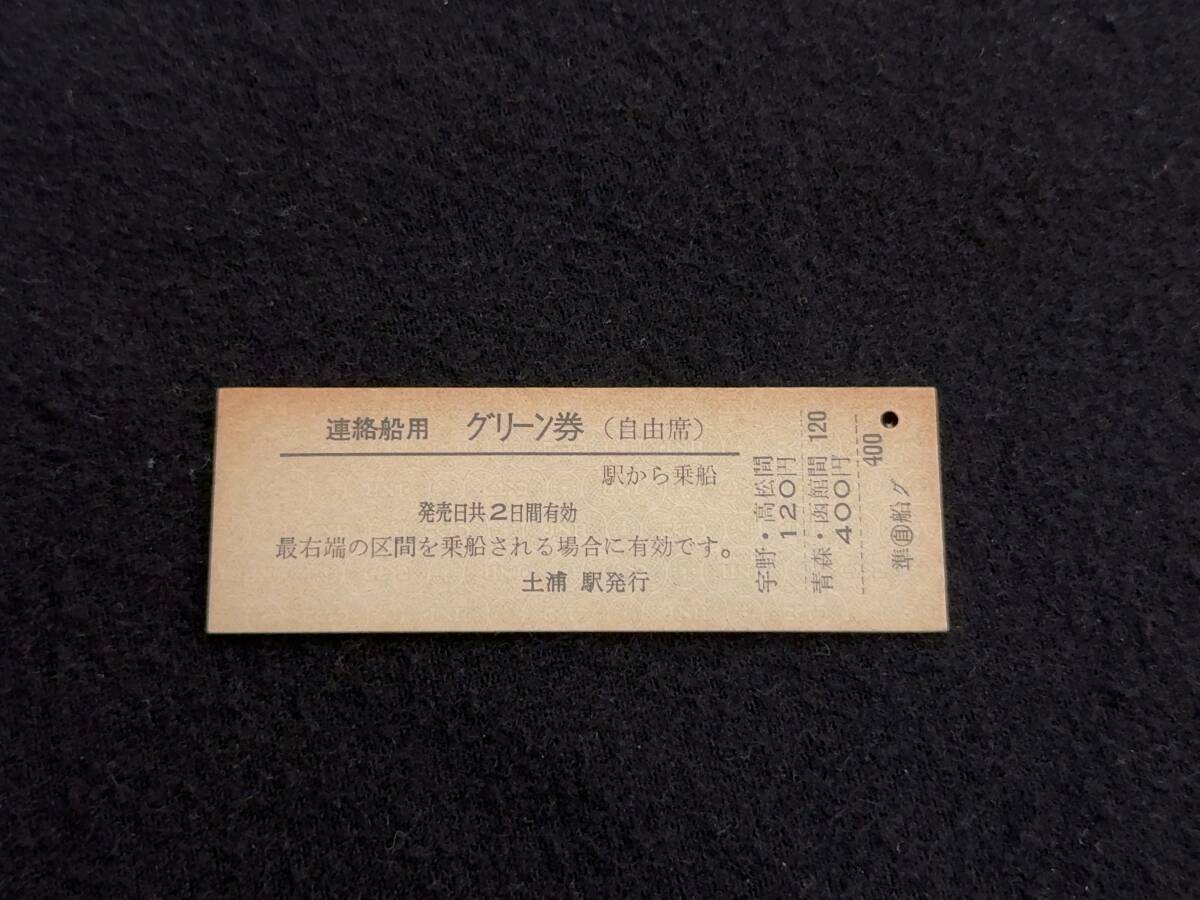 連絡船用 グリーン券 (自由席)
駅から乗船
発売日共2日間有効
最右端の区間を乗船される場合に有効です。
土浦 駅発行
宇野・高松間
120円
120
青森・函館間
400円
400
準㊀船グ